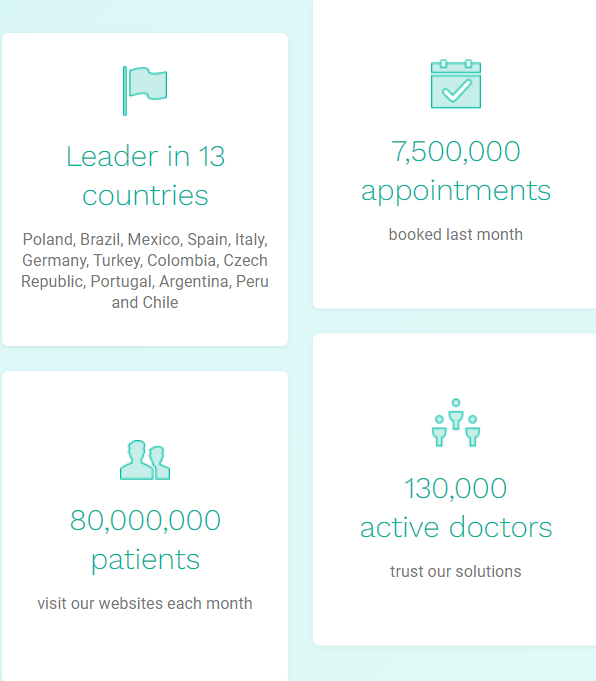 Leader in 13
countries
Poland, Brazil, Mexico, Spain, Italy,
Germany, Turkey, Colombia, Czech
Republic, Portugal, Argentina, Peru
and Chile
7,500,000
appointments
booked last month
80,000,000
patients
visit our websites each month
130,000
active doctors
trust our solutions